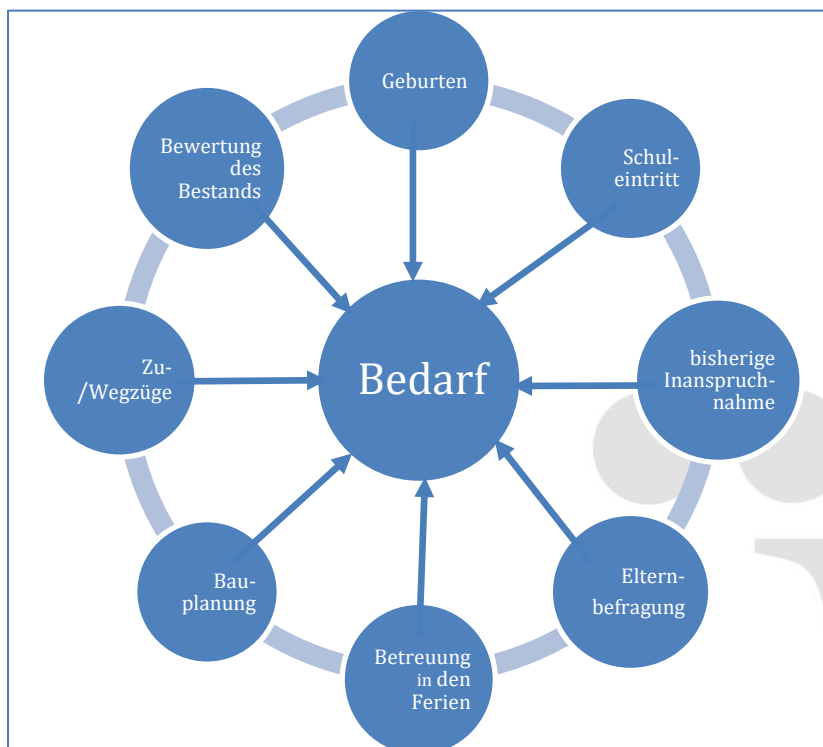 Geburten
Schul-
eintritt
bisherige
Inanspruch-
nahme
Eltern-
befragung
Betreuung
in den
Ferien
Bau-
planung
Zu-
/Wegzüge
Bewertung
des
Bestands
Bedarf